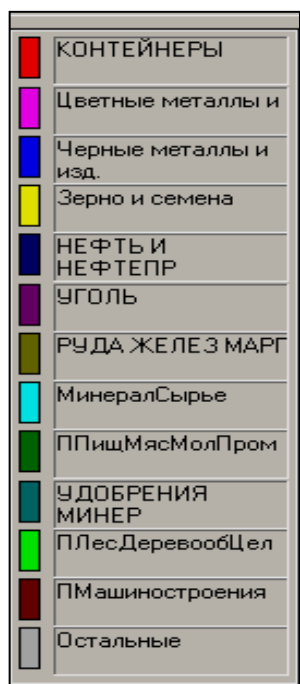 КОНТЕЙНЕРЫ
Цветные металлы и
Черные металлы и
изд.
Зерно и семена
НЕФТЬ И
НЕФТЕПР
УГОЛЬ
РУДА ЖЕЛЕЗ МАРГ
МинералСырье
ППищМясМолПром
УДОБРЕНИЯ
МИНЕР
ПЛесДеревообЦел
ПМашиностроения
Остальные